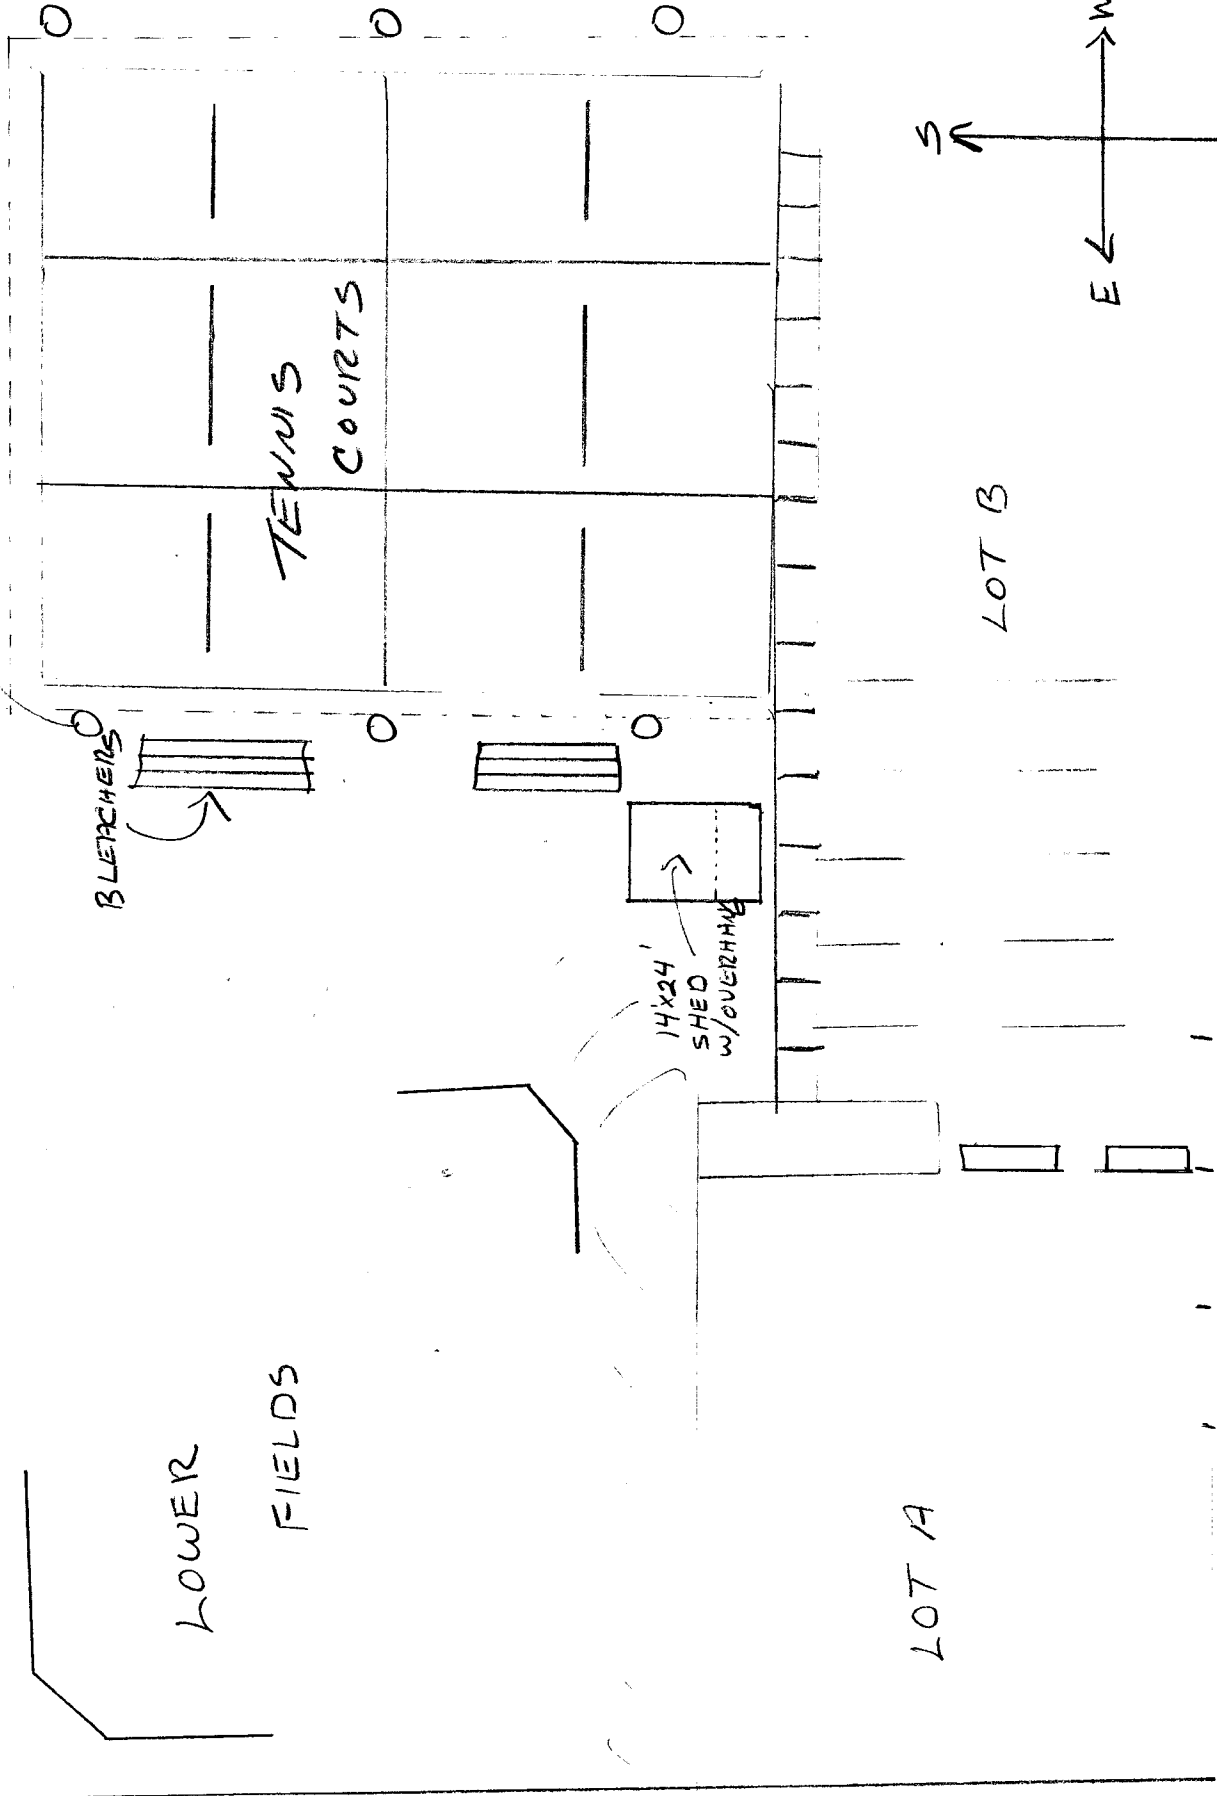 LOWER
FIELDS
BLEACHERS
TENNIS
COURTS
14'x24'
SHED
W/OVERHANG
LOT A
LOT B
S
E
W